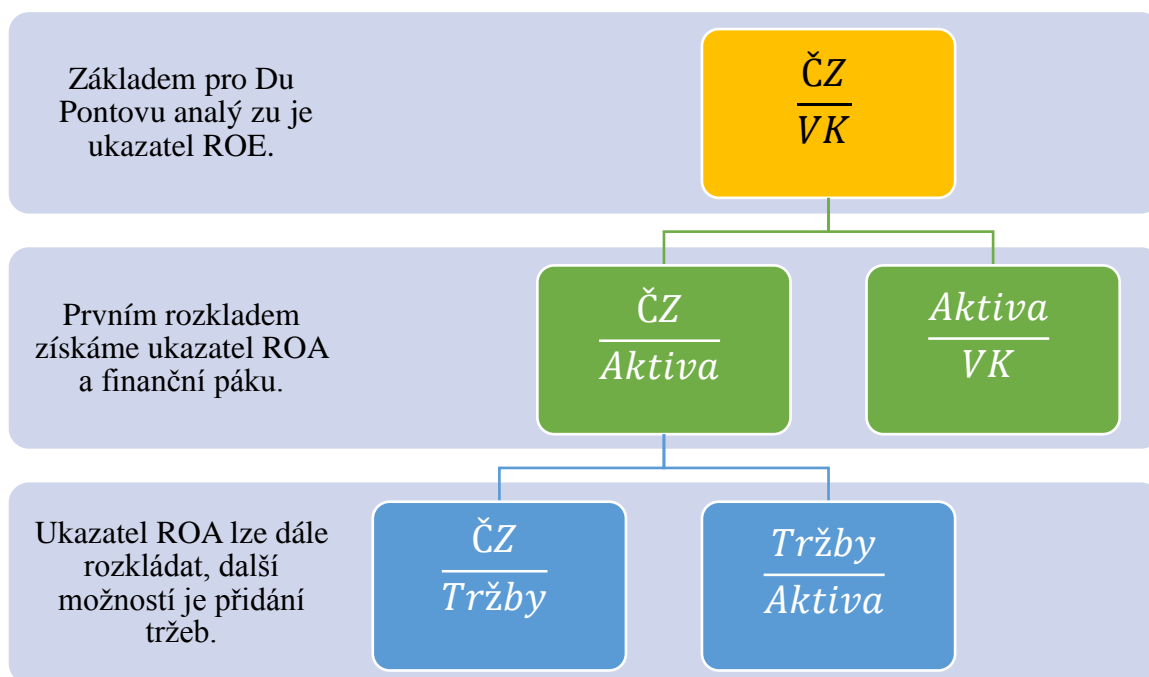 Základem pro Du
Pontovu analý zu je
ukazatel ROE.
ČZ
VK
Prvním rozkladem
získáme ukazatel ROA
a finanční páku.
ČZ
Aktiva
Aktiva
VK
Ukazatel ROA lze dále
rozkládat, další
možností je přidání
tržeb.
ČZ
Tržby
Tržby
Aktiva